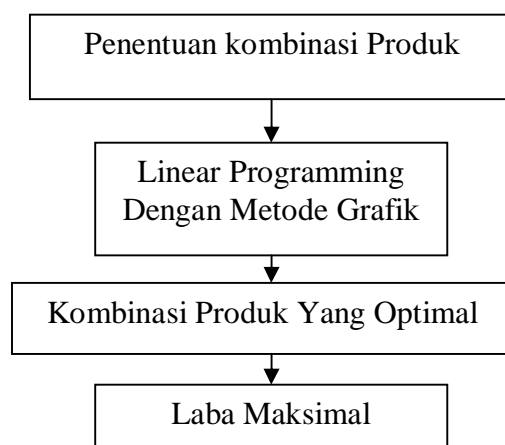 Penentuan kombinasi Produk
Linear Programming
Dengan Metode Grafik
Kombinasi Produk Yang Optimal
Laba Maksimal